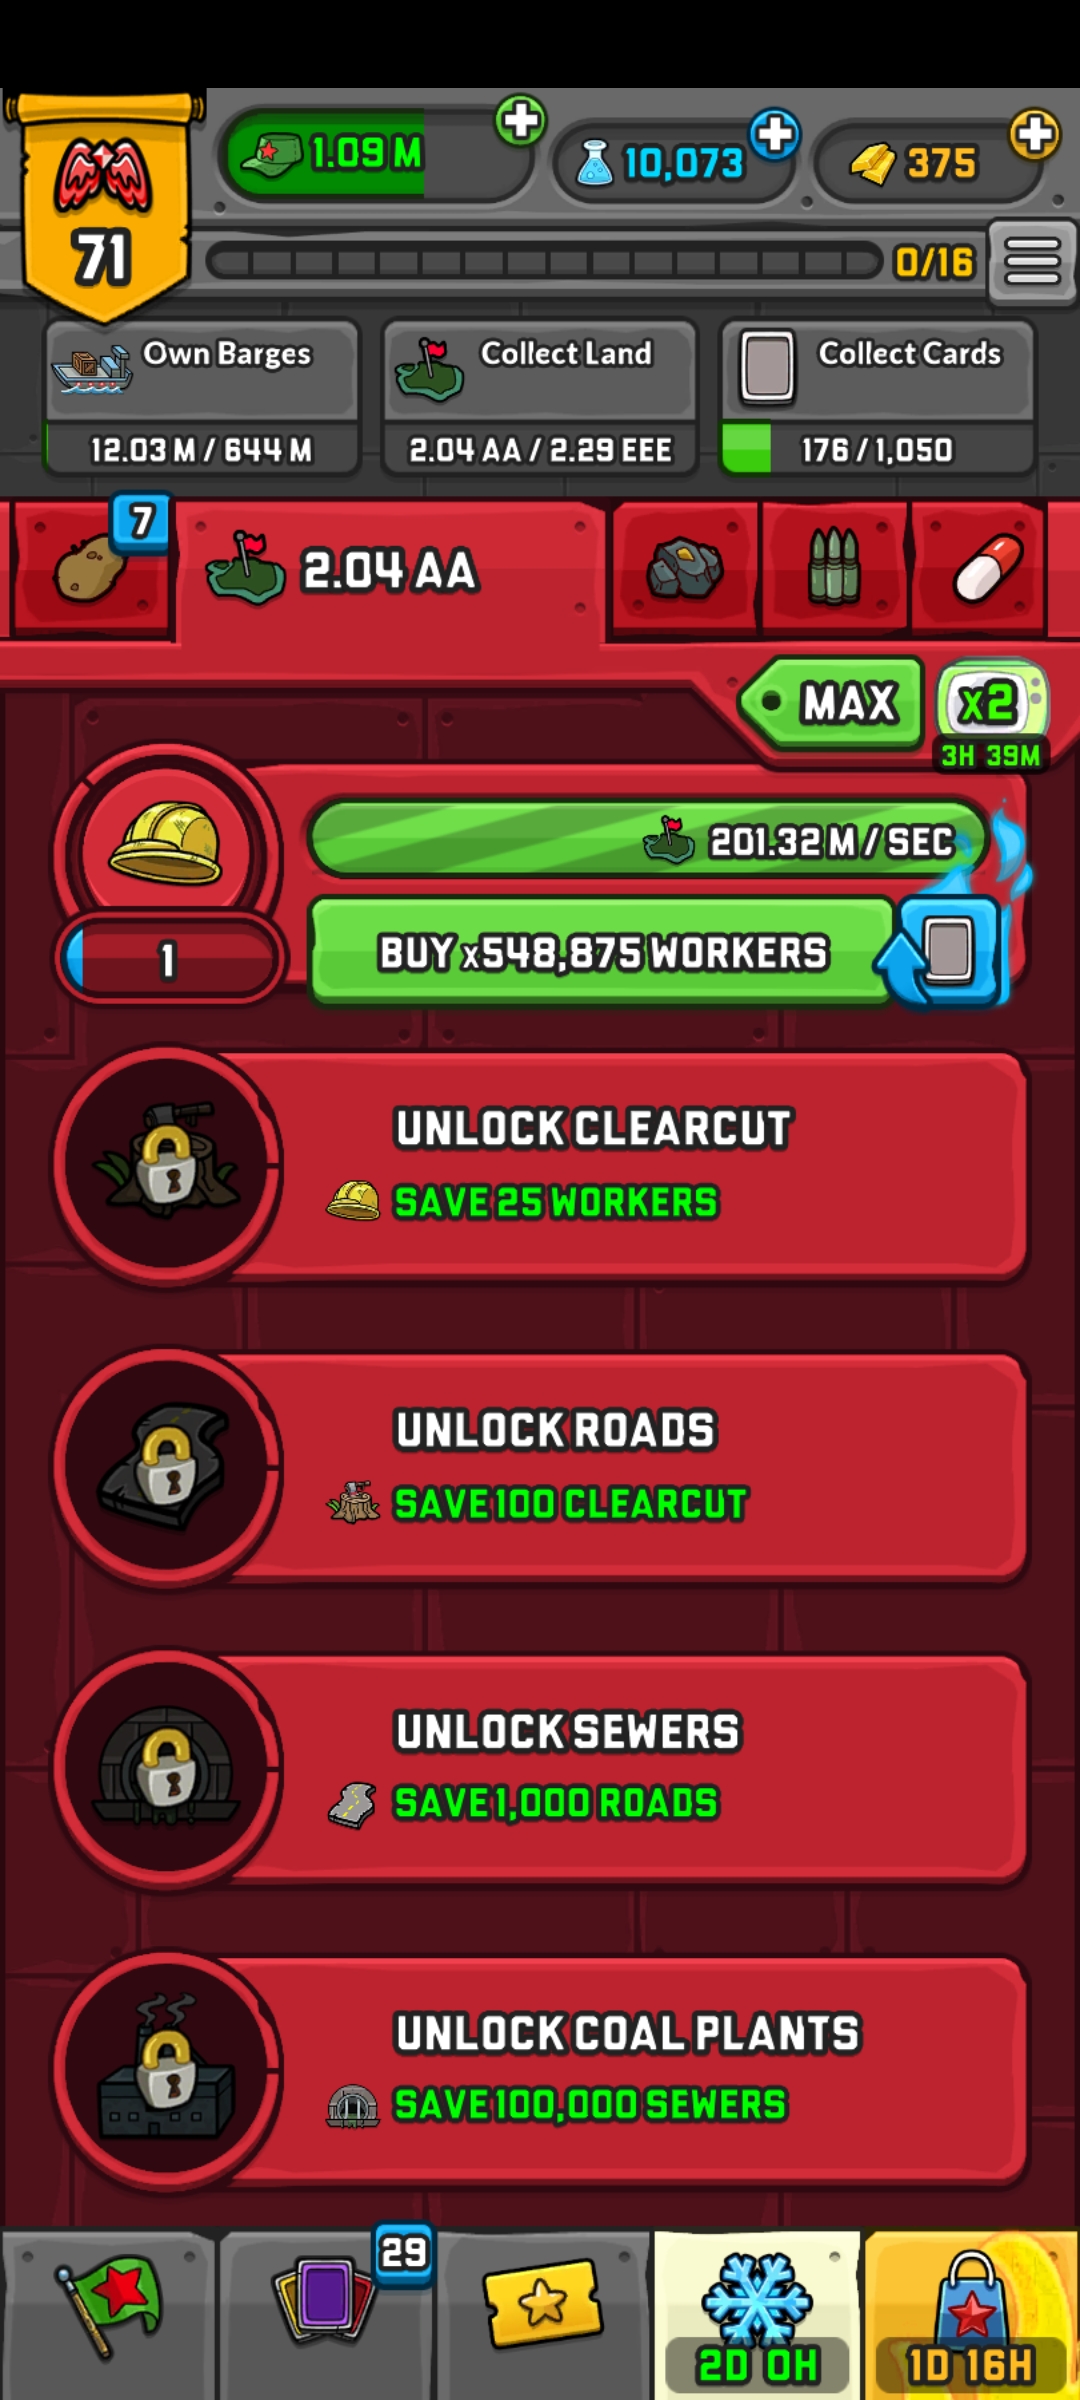 1.09 M
10,073
375
71
0/16
Own Barges
12.03 M / 644 M
Collect Land
2.04 AA / 2.29 EEE
Collect Cards
176 / 1,050
7
2.04 AA
MAX
x2
3H 39M
201.32 M / SEC
1
BUY x548,875 WORKERS
UNLOCK CLEARCUT
SAVE 25 WORKERS
UNLOCK ROADS
SAVE 100 CLEARCUT
UNLOCK SEWERS
SAVE 1,000 ROADS
UNLOCK COAL PLANTS
SAVE 100,000 SEWERS
29
2D 0H
1D 16H